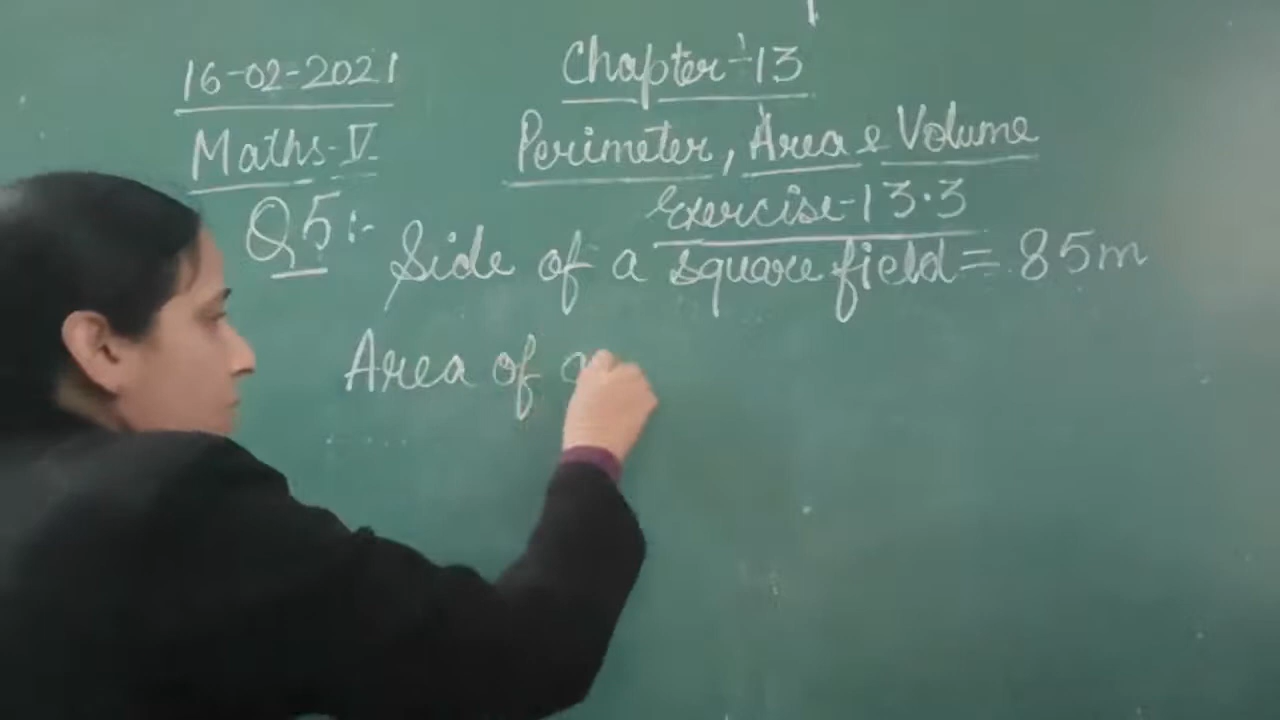 16-02-2021
Maths-V
Chapter-13
Perimeter, Area & Volume
Exercise-13.3
Q5:- Side of a square field = 85m
Area of a